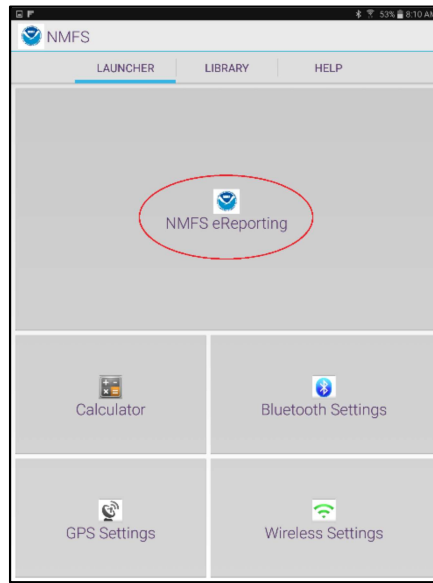 53% 8:10 AM
NMFS
LAUNCHER LIBRARY HELP
NMFS eReporting
Calculator Bluetooth Settings
GPS Settings Wireless Settings